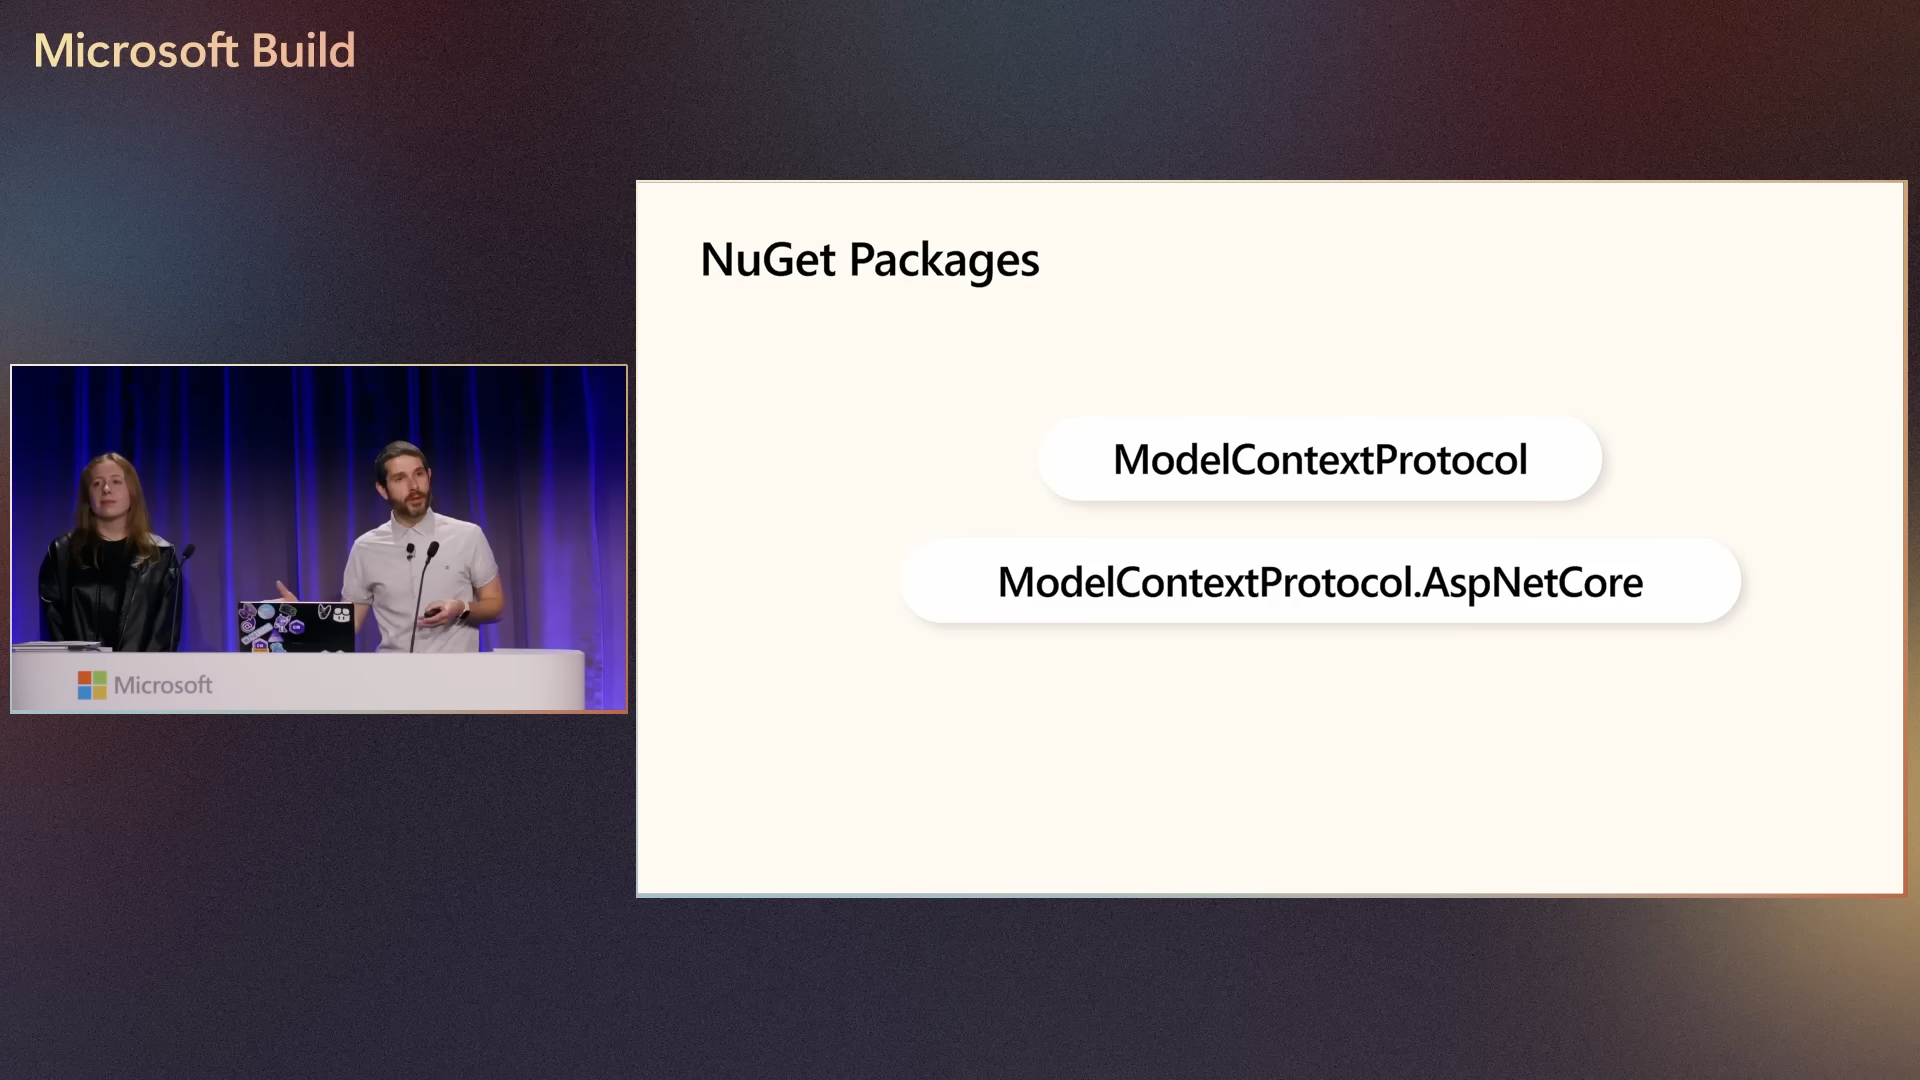 Microsoft Build
NuGet Packages
ModelContextProtocol
ModelContextProtocol.AspNetCore
Microsoft